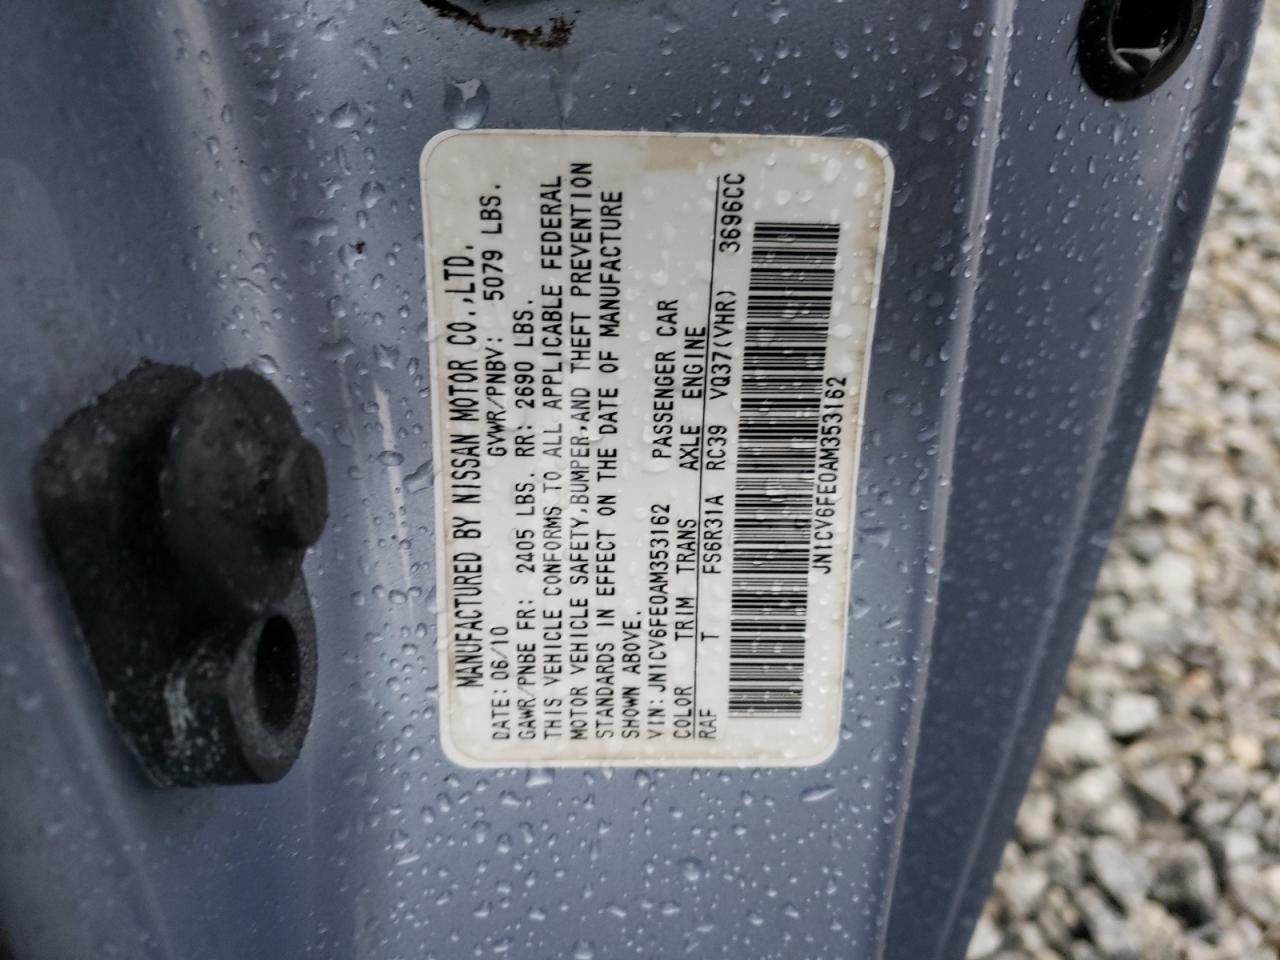 MANUFACTURED BY NISSAN MOTOR CO.,LTD.
DATE:06/10 GVWR/PNBV: 5079 LBS.
GAWR/PNBE FR: 2405 LBS. RR: 2690 LBS.
THIS VEHICLE CONFORMS TO ALL APPLICABLE FEDERAL
MOTOR VEHICLE SAFETY,BUMPER,AND THEFT PREVENTION
STANDARDS IN EFFECT ON THE DATE OF MANUFACTURE
SHOWN ABOVE.
VIN:JN1CV6FE0AM353162 PASSENGER CAR
COLOR TRIM TRANS AXLE ENGINE
RAF T FS6R31A RC39 VQ37(VHR) 3696CC
JN1CV6FE0AM353162